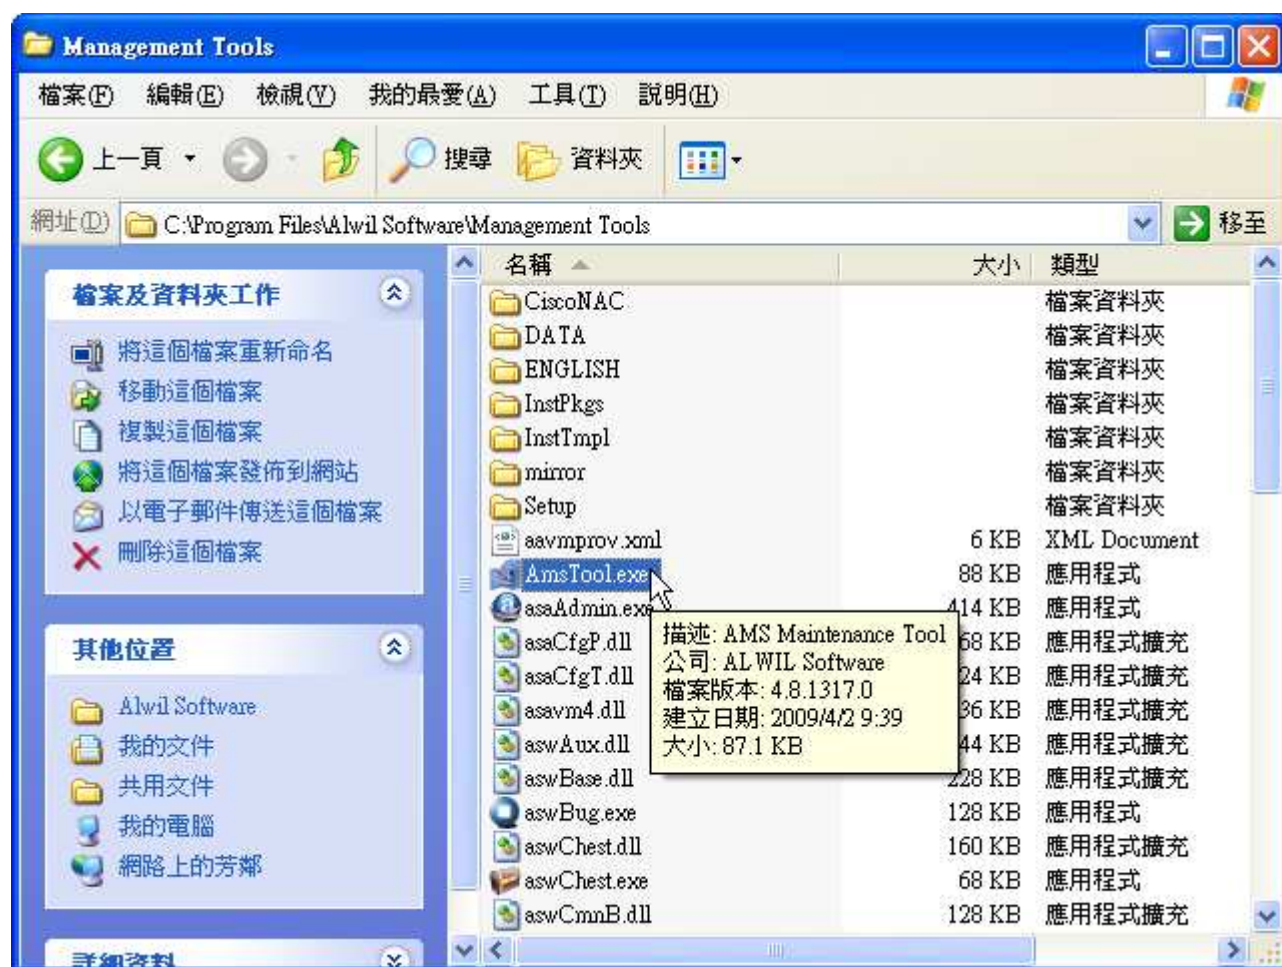 Management Tools
檔案(F) 編輯(E) 檢視(V) 我的最愛(A) 工具(T) 說明(H)
上一頁 搜尋 資料夾
網址(D) C:\Program Files\Alwil Software\Management Tools 移至
檔案及資料夾工作
將這個檔案重新命名
移動這個檔案
複製這個檔案
將這個檔案發佈到網站
以電子郵件傳送這個檔案
刪除這個檔案
其他位置
Alwil Software
我的文件
共用文件
我的電腦
網路上的芳鄰
詳細資料
名稱 大小 類型
CiscoNAC 檔案資料夾
DATA 檔案資料夾
ENGLISH 檔案資料夾
InstPkgs 檔案資料夾
InstTmpl 檔案資料夾
mirror 檔案資料夾
Setup 檔案資料夾
aavmprov.xml 6 KB XML Document
AmsTool.exe 88 KB 應用程式
asaAdmin.exe 414 KB 應用程式
asaCfgP.dll 68 KB 應用程式擴充
asaCfgT.dll 24 KB 應用程式擴充
asavm4.dll 36 KB 應用程式擴充
aswAux.dll 44 KB 應用程式擴充
aswBase.dll 228 KB 應用程式擴充
aswBug.exe 128 KB 應用程式
aswChest.dll 160 KB 應用程式擴充
aswChest.exe 68 KB 應用程式
aswCmnB.dll 128 KB 應用程式擴充
描述: AMS Maintenance Tool
公司: ALWIL Software
檔案版本: 4.8.1317.0
建立日期: 2009/4/2 9:39
大小: 87.1 KB